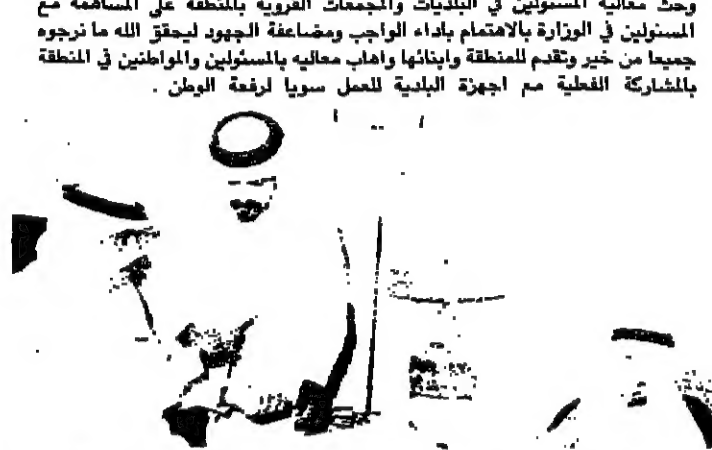 وحث معاليه المسئولين في البلديات والمجمعات القروية بالمنطقة على المساهمة مع
المسئولين في الوزارة بالاهتمام بأداء الواجب ومضاعفة الجهود ليحقق الله ما نرجوه
جميعا من خير وتقدم للمنطقة وابنائها واهاب معاليه بالمسئولين والمواطنين في المنطقة
بالمشاركة الفعلية مع اجهزة البلدية للعمل سويا لرفعة الوطن .